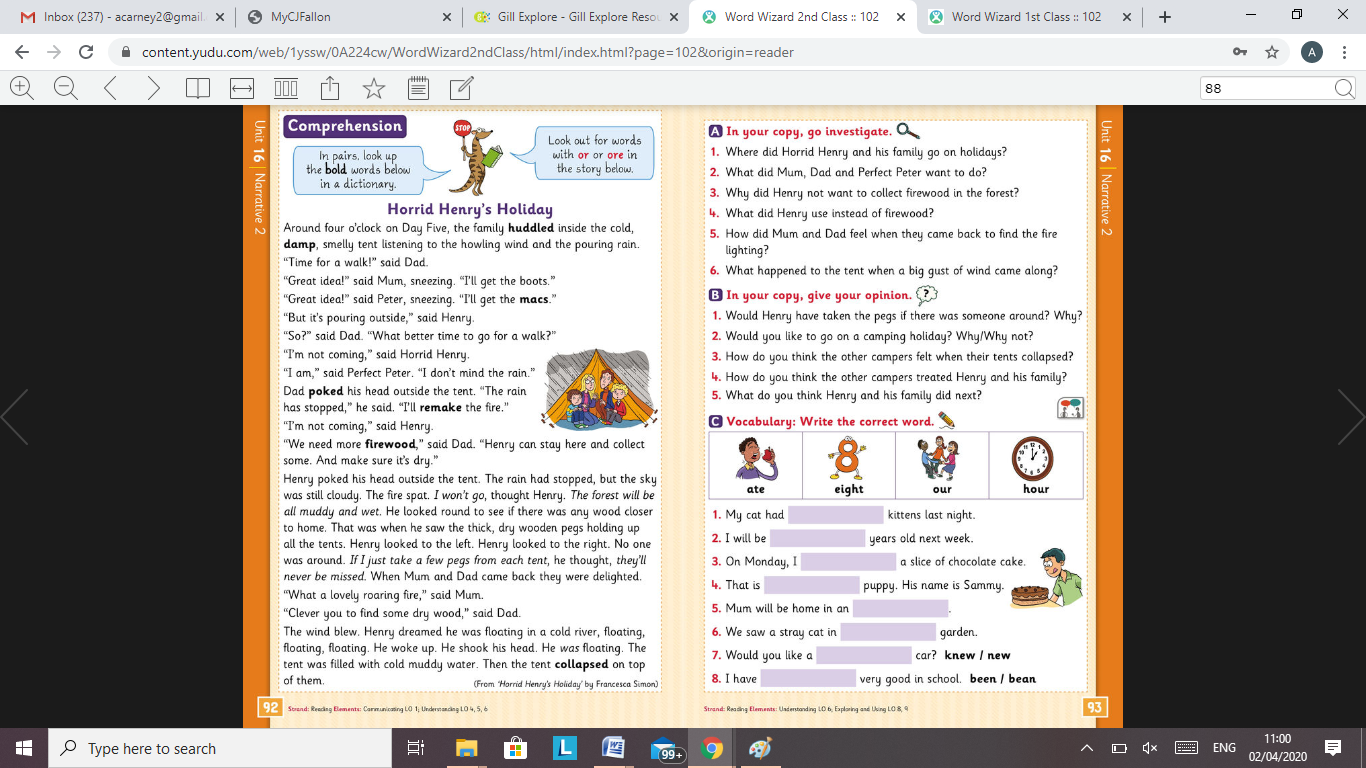 Inbox (237) - acarney2@gmail.
MyCJFallon
Gill Explore - Gill Explore Resou
Word Wizard 2nd Class :: 102
Word Wizard 1st Class :: 102
content.yudu.com/web/1yssw/0A224cw/WordWizard2ndClass/html/index.html?page=102&origin=reader
A
88
Unit 16 | Narrative 2
Comprehension
In pairs, look up
the bold words below
in a dictionary.
STOP
Look out for words
with or or ore in
the story below.
Horrid Henry's Holiday
Around four o'clock on Day Five, the family huddled inside the cold,
damp, smelly tent listening to the howling wind and the pouring rain.
"Time for a walk!" said Dad.
"Great idea!" said Mum, sneezing. "I'll get the boots."
"Great idea!" said Peter, sneezing. "I'll get the macs."
"But it's pouring outside," said Henry.
"So?" said Dad. "What better time to go for a walk?"
"I'm not coming," said Horrid Henry.
"I am," said Perfect Peter. "I don't mind the rain."
Dad poked his head outside the tent. "The rain
has stopped," he said. "I'll remake the fire."
"I'm not coming," said Henry.
"We need more firewood," said Dad. "Henry can stay here and collect
some. And make sure it's dry."
Henry poked his head outside the tent. The rain had stopped, but the sky
was still cloudy. The fire spat. I won't go, thought Henry. The forest will be
all muddy and wet. He looked round to see if there was any wood closer
to home. That was when he saw the thick, dry wooden pegs holding up
all the tents. Henry looked to the left. Henry looked to the right. No one
was around. If I just take a few pegs from each tent, he thought, they'll
never be missed. When Mum and Dad came back they were delighted.
"What a lovely roaring fire," said Mum.
"Clever you to find some dry wood," said Dad.
The wind blew. Henry dreamed he was floating in a cold river, floating,
floating, floating. He woke up. He shook his head. He was floating. The
tent was filled with cold muddy water. Then the tent collapsed on top
of them.
(From 'Horrid Henry's Holiday' by Francesca Simon)
92
Strand: Reading Elements: Communicating LO 1; Understanding LO 4, 5, 6
A In your copy, go investigate.
1. Where did Horrid Henry and his family go on holidays?
2. What did Mum, Dad and Perfect Peter want to do?
3. Why did Henry not want to collect firewood in the forest?
4. What did Henry use instead of firewood?
5. How did Mum and Dad feel when they came back to find the fire
lighting?
6. What happened to the tent when a big gust of wind came along?
B In your copy, give your opinion.
?
1. Would Henry have taken the pegs if there was someone around? Why?
2. Would you like to go on a camping holiday? Why/Why not?
3. How do you think the other campers felt when their tents collapsed?
4. How do you think the other campers treated Henry and his family?
5. What do you think Henry and his family did next?
C Vocabulary: Write the correct word.
8
ate eight our hour
1. My cat had kittens last night.
2. I will be years old next week.
3. On Monday, I a slice of chocolate cake.
4. That is puppy. His name is Sammy.
5. Mum will be home in an .
6. We saw a stray cat in garden.
7. Would you like a car? knew / new
8. I have very good in school. been / bean
Strand: Reading Elements: Understanding LO 6; Exploring and Using LO 8, 9
93
Unit 16 | Narrative 2
Type here to search
L
W
99+
ENG
11:00
02/04/2020